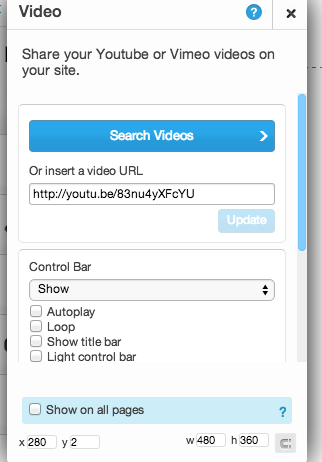 Video ? ×
Share your Youtube or Vimeo videos on
your site.
Search Videos
Or insert a video URL
http://youtu.be/83nu4yXFcYU
Update
Control Bar
Show
Autoplay
Loop
Show title bar
Light control bar
Show on all pages ?
x 280 y 2 w 480 h 360